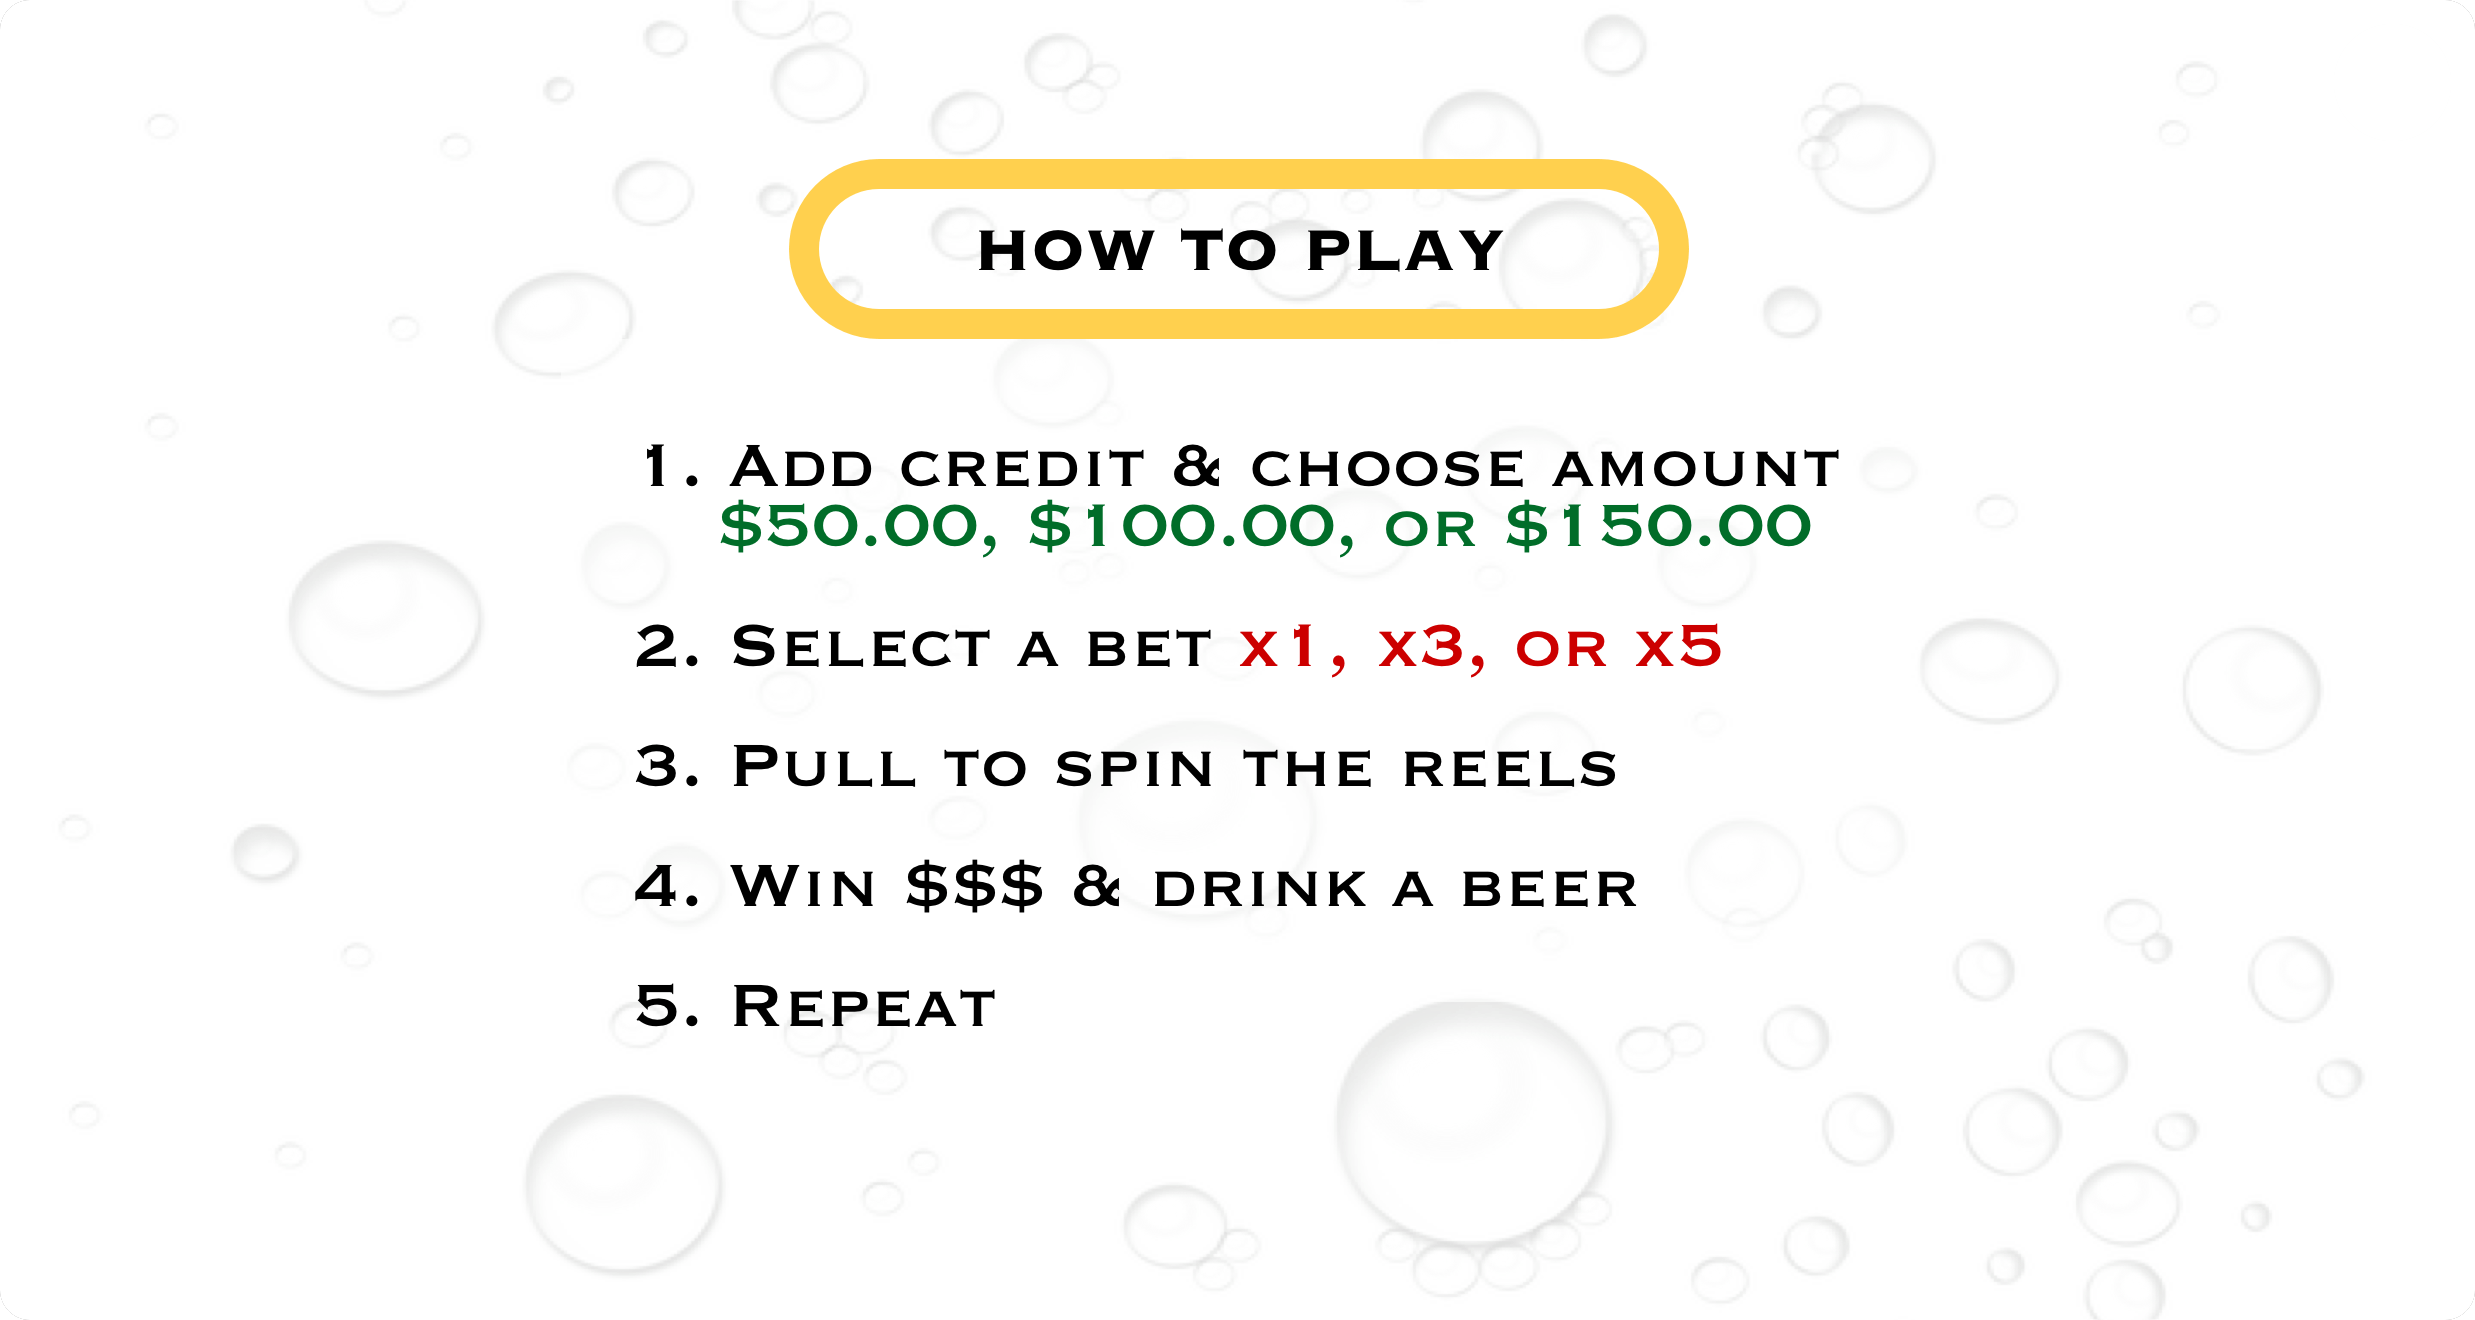 HOW TO PLAY
1. Add credit & choose amount
$50.00, $100.00, or $150.00
2. Select a bet x1, x3, or x5
3. Pull to spin the reels
4. Win $$$ & drink a beer
5. Repeat